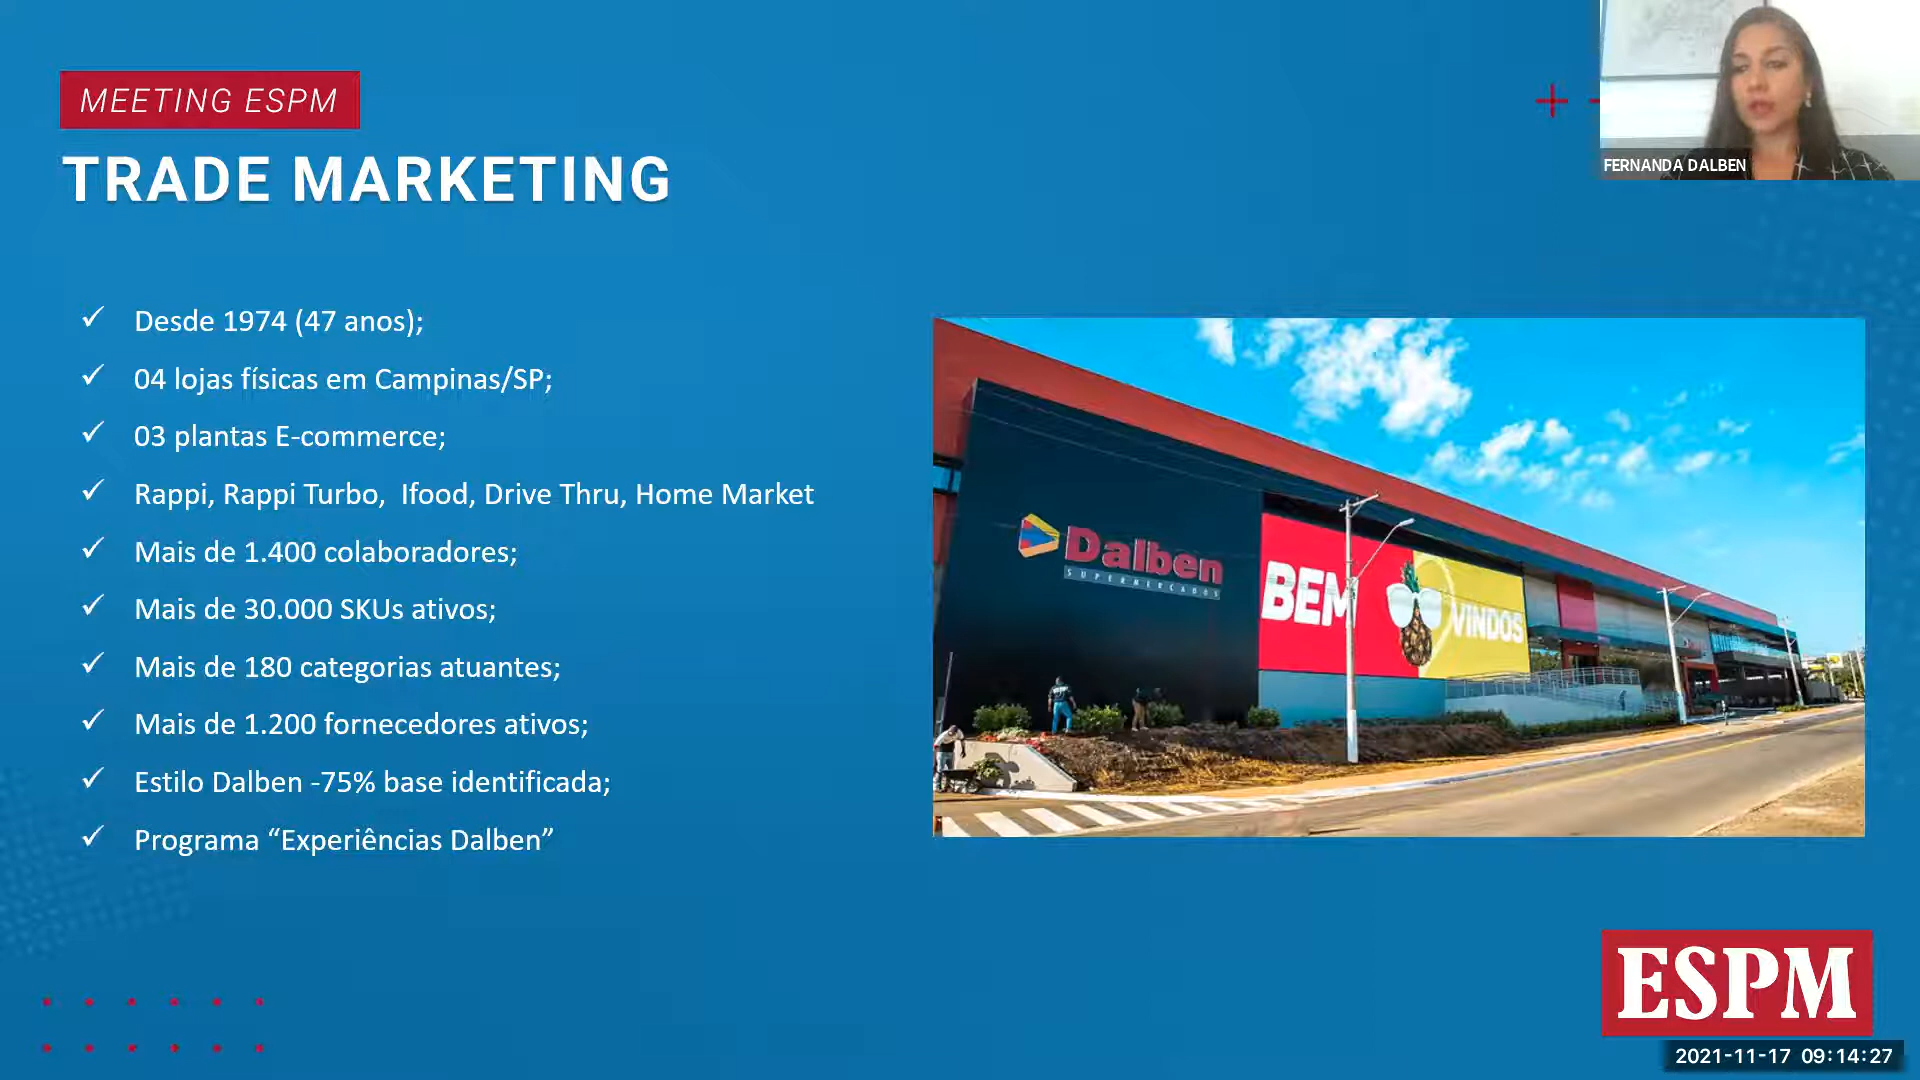 MEETING ESPM
TRADE MARKETING
FERNANDA DALBEN
✓ Desde 1974 (47 anos);
✓ 04 lojas físicas em Campinas/SP;
✓ 03 plantas E-commerce;
✓ Rappi, Rappi Turbo, Ifood, Drive Thru, Home Market
✓ Mais de 1.400 colaboradores;
✓ Mais de 30.000 SKUs ativos;
✓ Mais de 180 categorias atuantes;
✓ Mais de 1.200 fornecedores ativos;
✓ Estilo Dalben -75% base identificada;
✓ Programa “Experiências Dalben”
Dalben
SUPERMERCADOS
BEM VINDOS
ESPM
2021-11-17 09:14:27